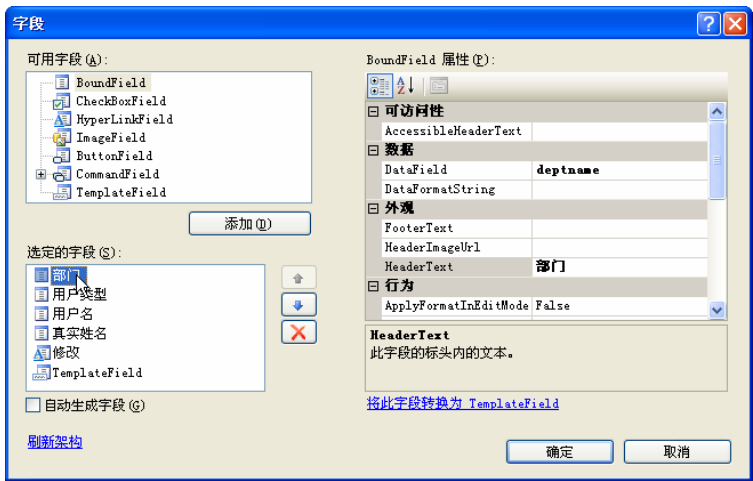 字段
可用字段(A):
BoundField
CheckBoxField
HyperLinkField
ImageField
ButtonField
CommandField
TemplateField
添加(D)
选定的字段(S):
部门
用户类型
用户名
真实姓名
修改
TemplateField
自动生成字段(G)
刷新架构
BoundField 属性(P):
可访问性
AccessibleHeaderText
数据
DataField deptname
DataFormatString
外观
FooterText
HeaderImageUrl
HeaderText 部门
行为
ApplyFormatInEditMode False
HeaderText
此字段的标头内的文本。
将此字段转换为 TemplateField
确定
取消